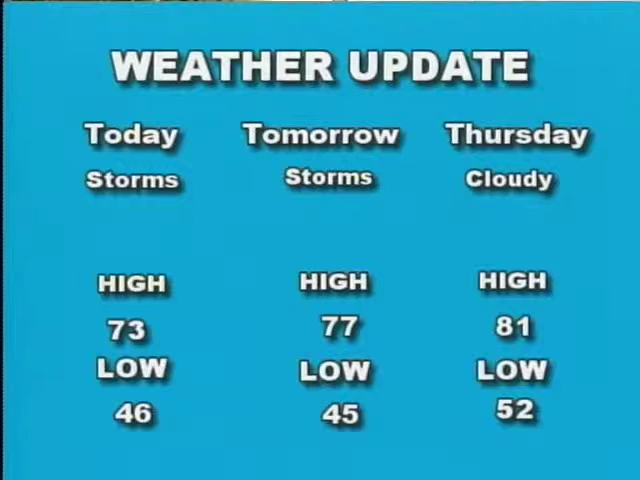 WEATHER UPDATE
Today Tomorrow Thursday
Storms Storms Cloudy
HIGH HIGH HIGH
73 77 81
LOW LOW LOW
46 45 52